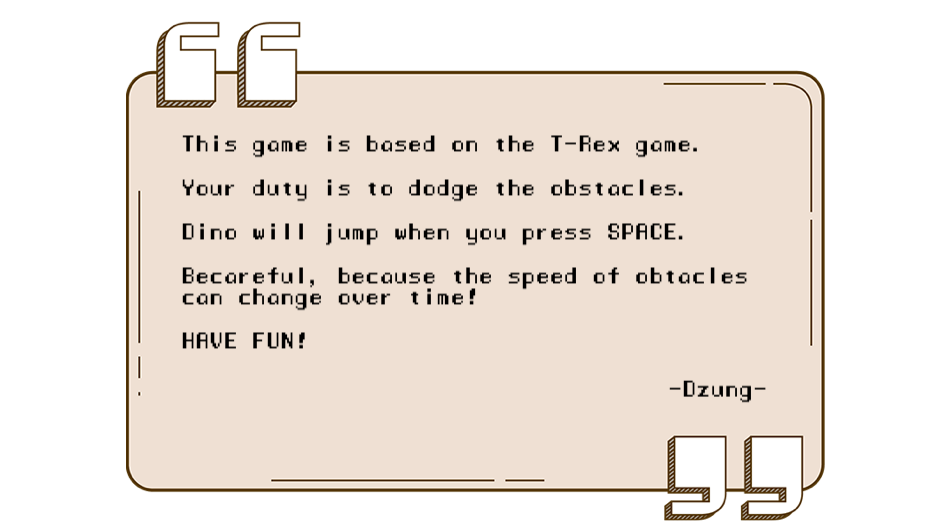 This game is based on the T-Rex game.
Your duty is to dodge the obstacles.
Dino will jump when you press SPACE.
Becareful, because the speed of obtacles
can change over time!
HAVE FUN!
-Dzung-